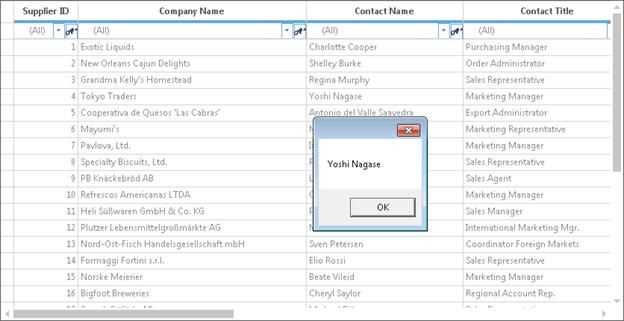 Supplier ID Company Name Contact Name Contact Title
(All) (All) (All) (All)
1 Exotic Liquids Charlotte Cooper Purchasing Manager
2 New Orleans Cajun Delights Shelley Burke Order Administrator
3 Grandma Kelly's Homestead Regina Murphy Sales Representative
4 Tokyo Traders Yoshi Nagase Marketing Manager
5 Cooperativa de Quesos 'Las Cabras' Antonio del Valle Saavedra Export Administrator
6 Mayumi's Marketing Representative
7 Pavlova, Ltd. Marketing Manager
8 Specialty Biscuits, Ltd. Sales Representative
9 PB Knäckebröd AB Sales Agent
10 Refrescos Americanas LTDA Marketing Manager
11 Heli Süßwaren GmbH & Co. KG Sales Manager
12 Plutzer Lebensmittelgroßmärkte AG International Marketing Mgr.
13 Nord-Ost-Fisch Handelsgesellschaft mbH Sven Petersen Coordinator Foreign Markets
14 Formaggi Fortini s.r.l. Elio Rossi Sales Representative
15 Norske Meierier Beate Vileid Marketing Manager
16 Bigfoot Breweries Cheryl Saylor Regional Account Rep.
Yoshi Nagase
OK